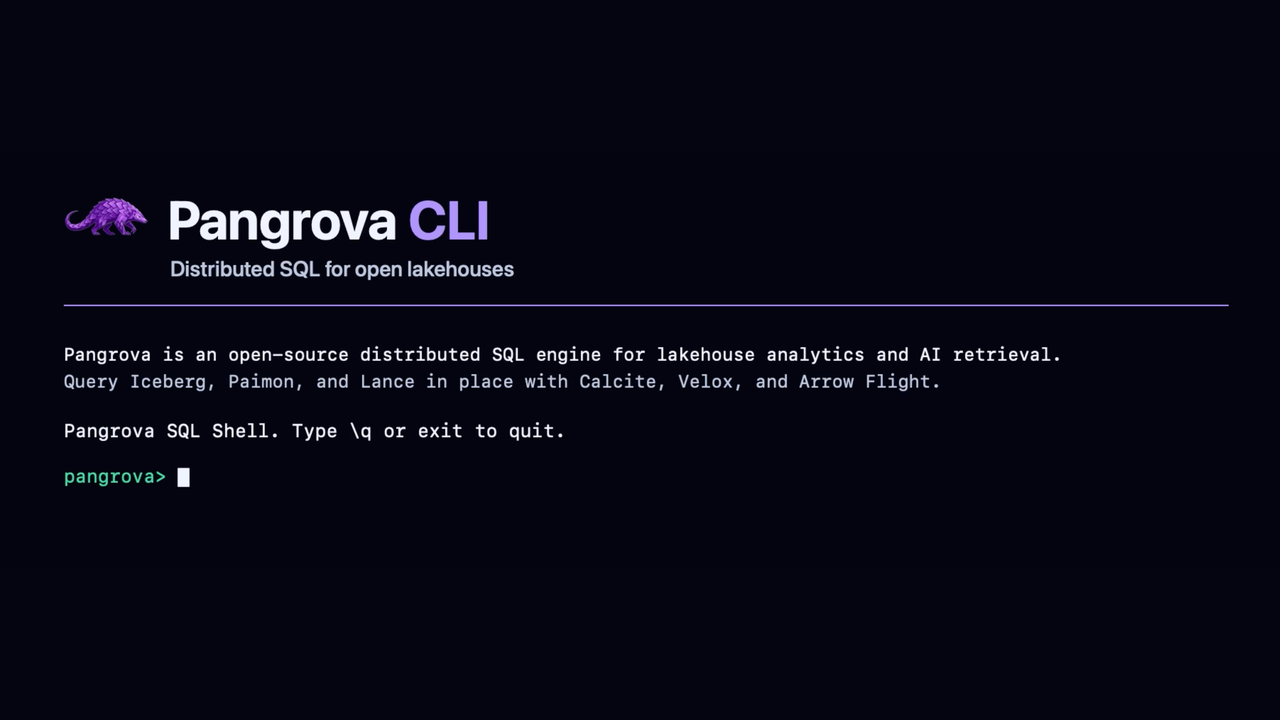 Pangrova CLI
Distributed SQL for open lakehouses
Pangrova is an open-source distributed SQL engine for lakehouse analytics and AI retrieval.
Query Iceberg, Paimon, and Lance in place with Calcite, Velox, and Arrow Flight.
Pangrova SQL Shell. Type \q or exit to quit.
pangrova>